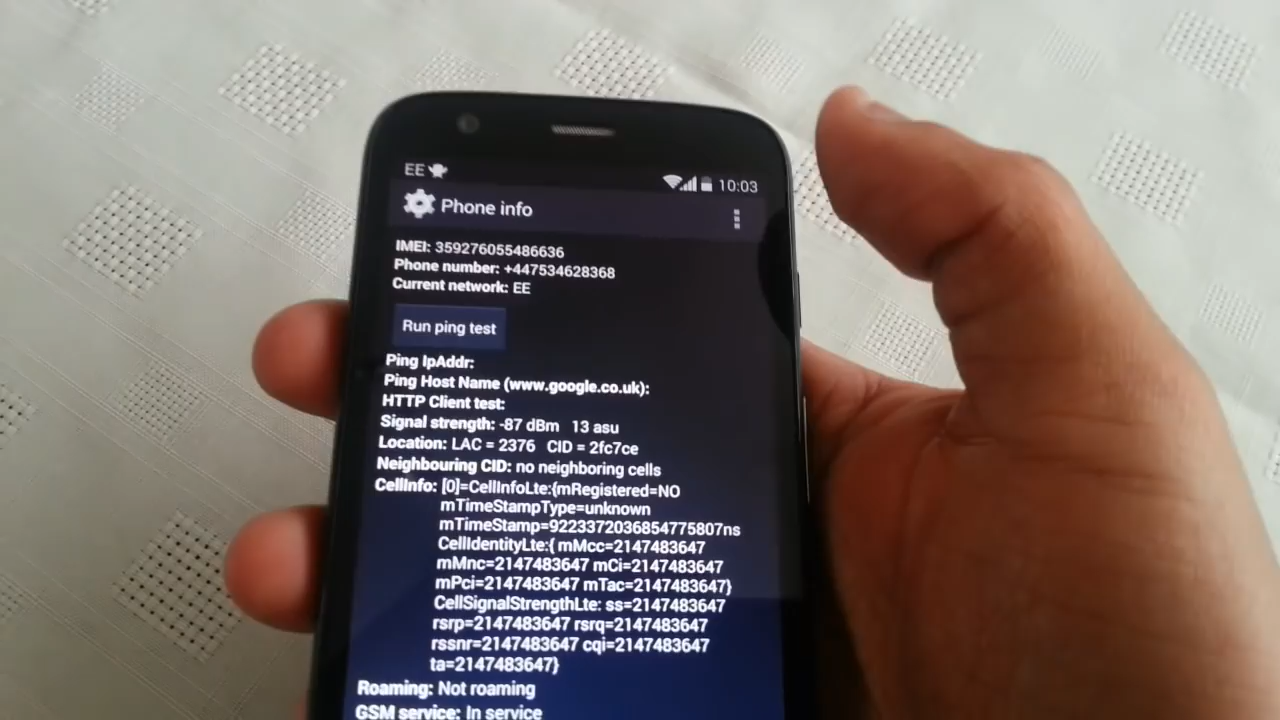 EE 10:03
Phone info
IMEI: 359276055486636
Phone number: +447534628368
Current network: EE
Run ping test
Ping IpAddr:
Ping Host Name (www.google.co.uk):
HTTP Client test:
Signal strength: -87 dBm 13 asu
Location: LAC = 2376 CID = 2fc7ce
Neighbouring CID: no neighboring cells
CellInfo: [0]=CellInfoLte:{mRegistered=NO
mTimeStampType=unknown
mTimeStamp=9223372036854775807ns
CellIdentityLte:{ mMcc=2147483647
mMnc=2147483647 mCi=2147483647
mPci=2147483647 mTac=2147483647}
CellSignalStrengthLte: ss=2147483647
rsrp=2147483647 rsrq=2147483647
rssnr=2147483647 cqi=2147483647
ta=2147483647}
Roaming: Not roaming
GSM service: In service